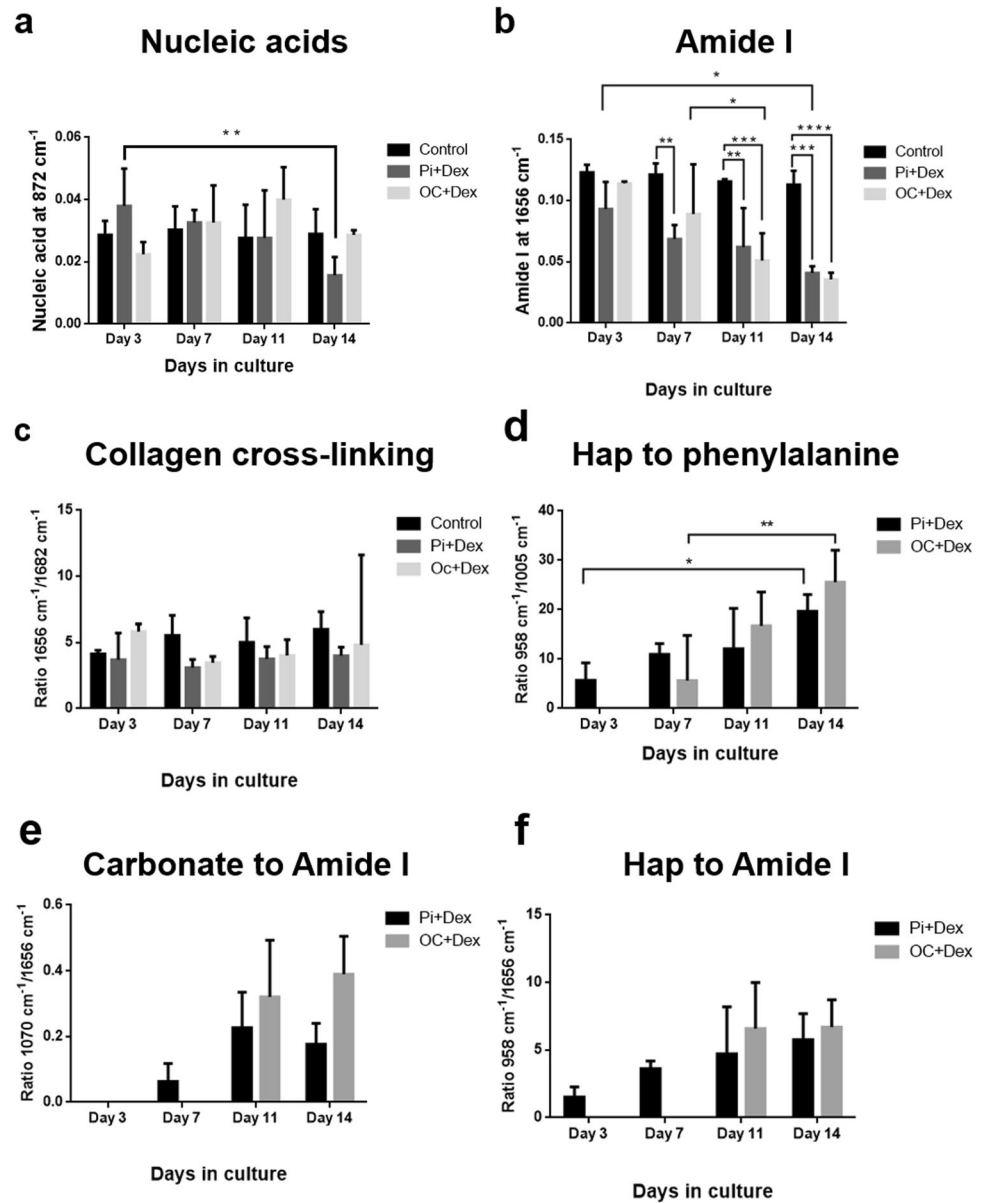 a
Nucleic acids
Nucleic acid at 872 cm-1
0.06
0.04
0.02
0.00
**
Control
Pi+Dex
OC+Dex
Day 3
Day 7
Day 11
Day 14
Days in culture
b
Amide I
Amide I at 1656 cm-1
0.15
0.10
0.05
0.00
*
*
**
***
**
****
***
Control
Pi+Dex
OC+Dex
Day 3
Day 7
Day 11
Day 14
Days in culture
c
Collagen cross-linking
Ratio 1656 cm-1/1682 cm-1
15
10
5
0
Control
Pi+Dex
Oc+Dex
Day 3
Day 7
Day 11
Day 14
Days in culture
d
Hap to phenylalanine
Ratio 958 cm-1/1005 cm-1
40
30
20
10
0
**
*
Pi+Dex
OC+Dex
Day 3
Day 7
Day 11
Day 14
Days in culture
e
Carbonate to Amide I
Ratio 1070 cm-1/1656 cm-1
0.6
0.4
0.2
0.0
Pi+Dex
OC+Dex
Day 3
Day 7
Day 11
Day 14
Days in culture
f
Hap to Amide I
Ratio 958 cm-1/1656 cm-1
15
10
5
0
Pi+Dex
OC+Dex
Day 3
Day 7
Day 11
Day 14
Days in culture